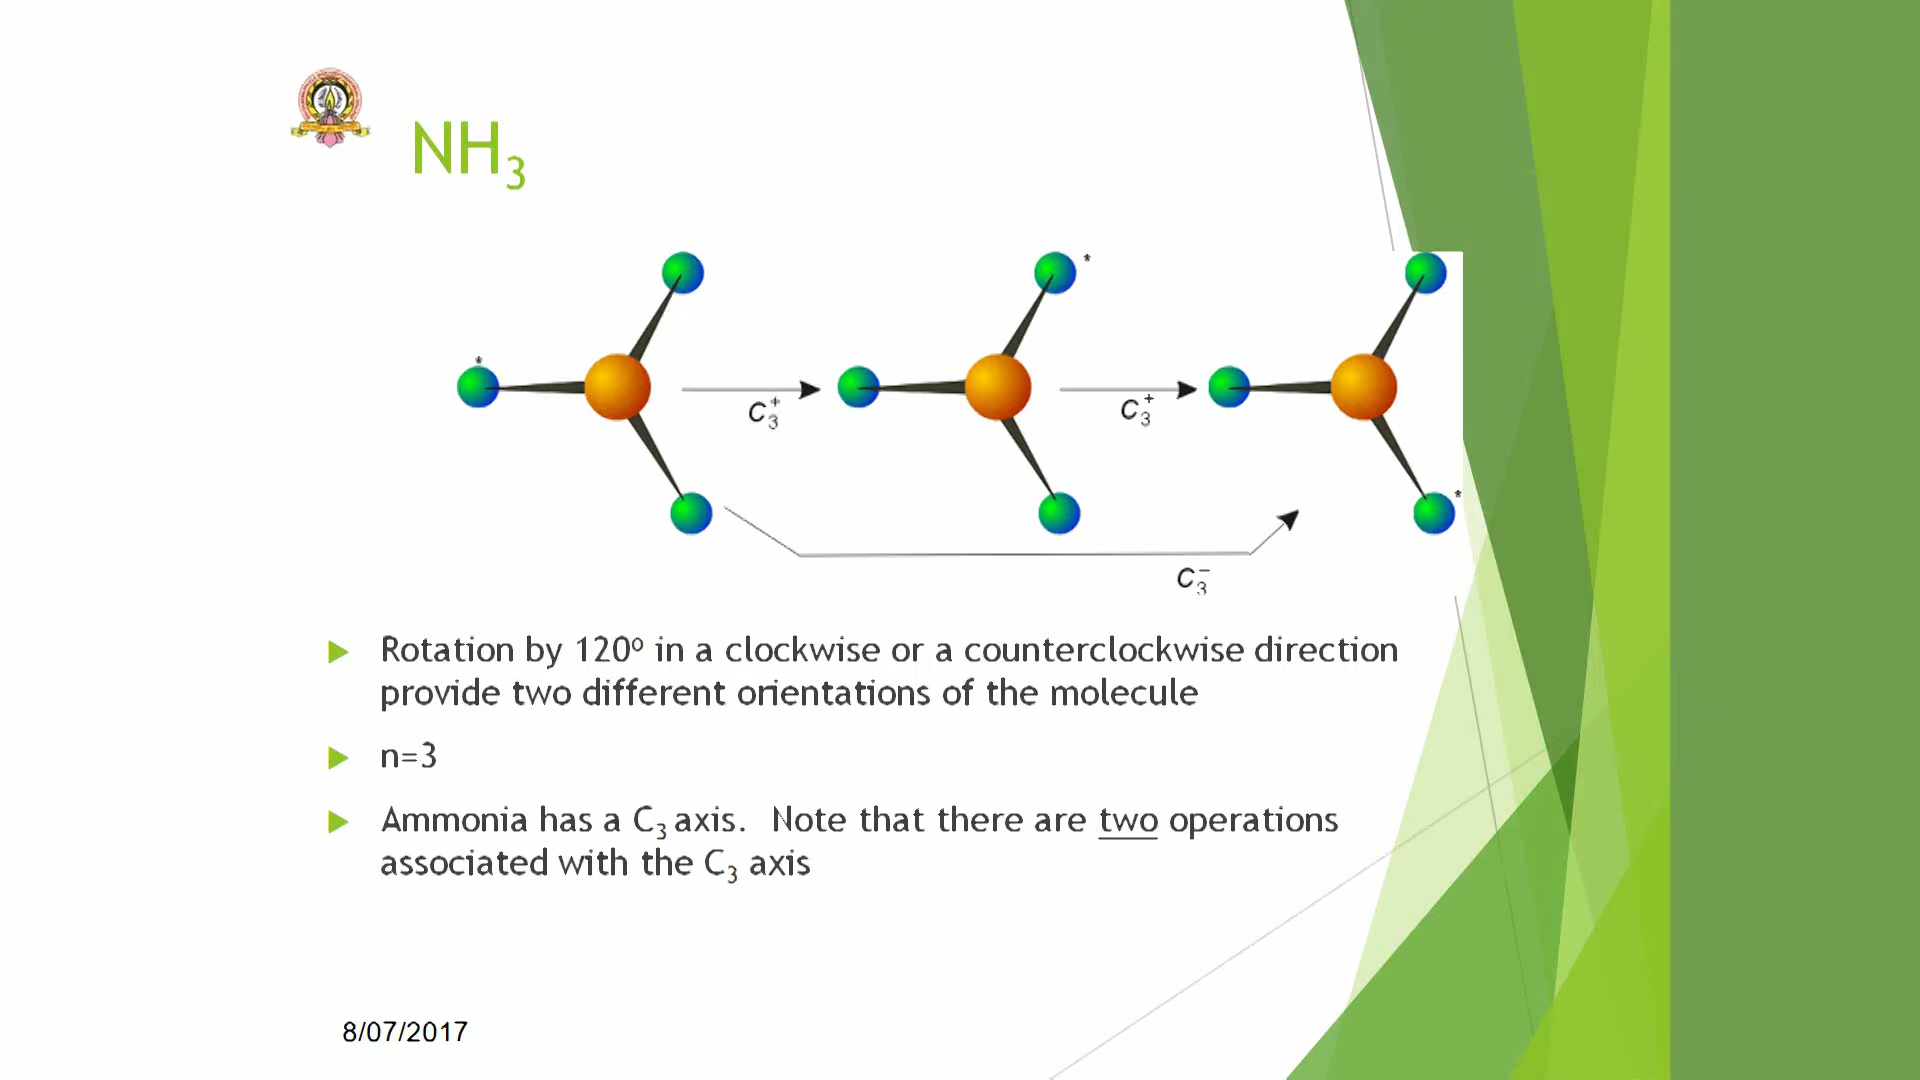 NH₃
*
*
*
C₃⁺
C₃⁺
C₃⁻
Rotation by 120º in a clockwise or a counterclockwise direction
provide two different orientations of the molecule
n=3
Ammonia has a C₃ axis. Note that there are two operations
associated with the C₃ axis
8/07/2017